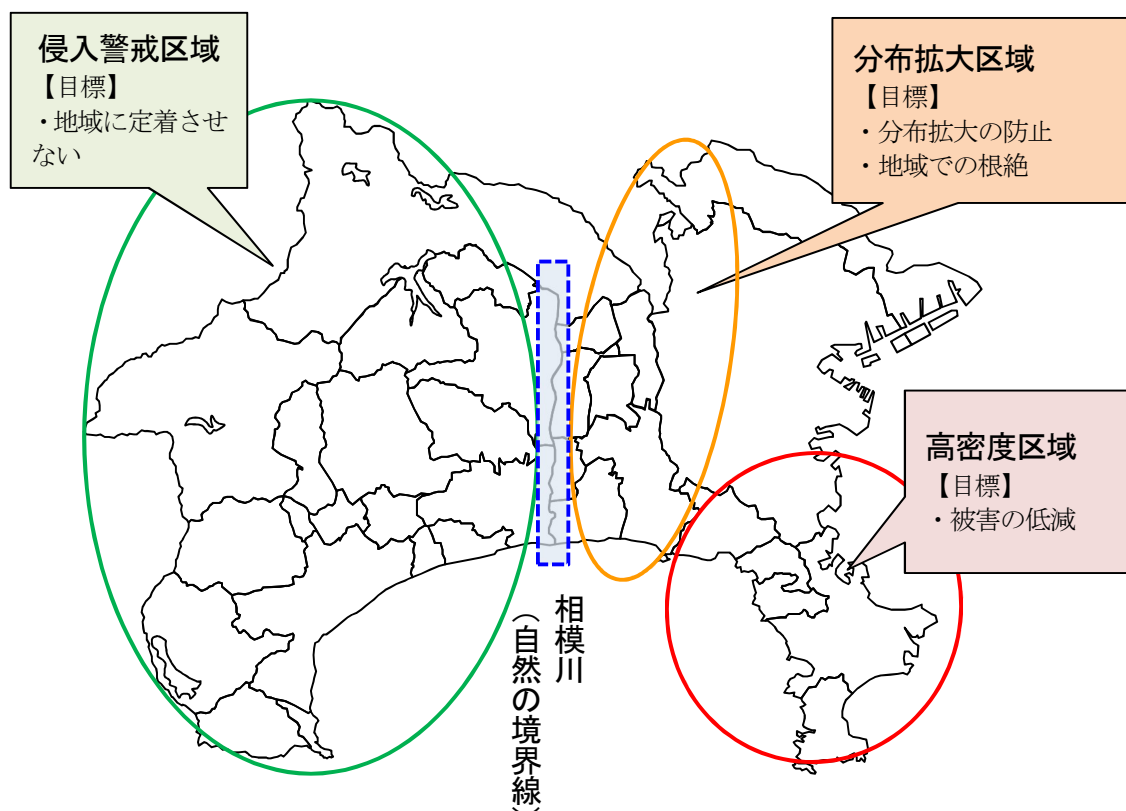 侵入警戒区域
【目標】
・地域に定着させ
ない
分布拡大区域
【目標】
・分布拡大の防止
・地域での根絶
高密度区域
【目標】
・被害の低減
相模川
（自然の境界線）